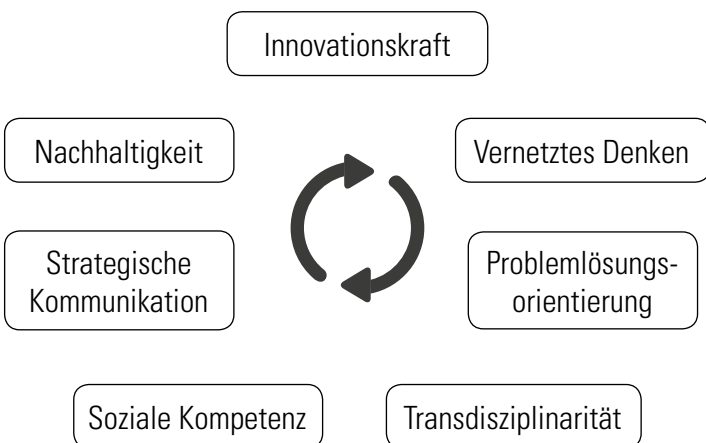 Innovationskraft
Nachhaltigkeit
Vernetztes Denken
Strategische
Kommunikation
Problemlösungs-
orientierung
Soziale Kompetenz
Transdisziplinarität